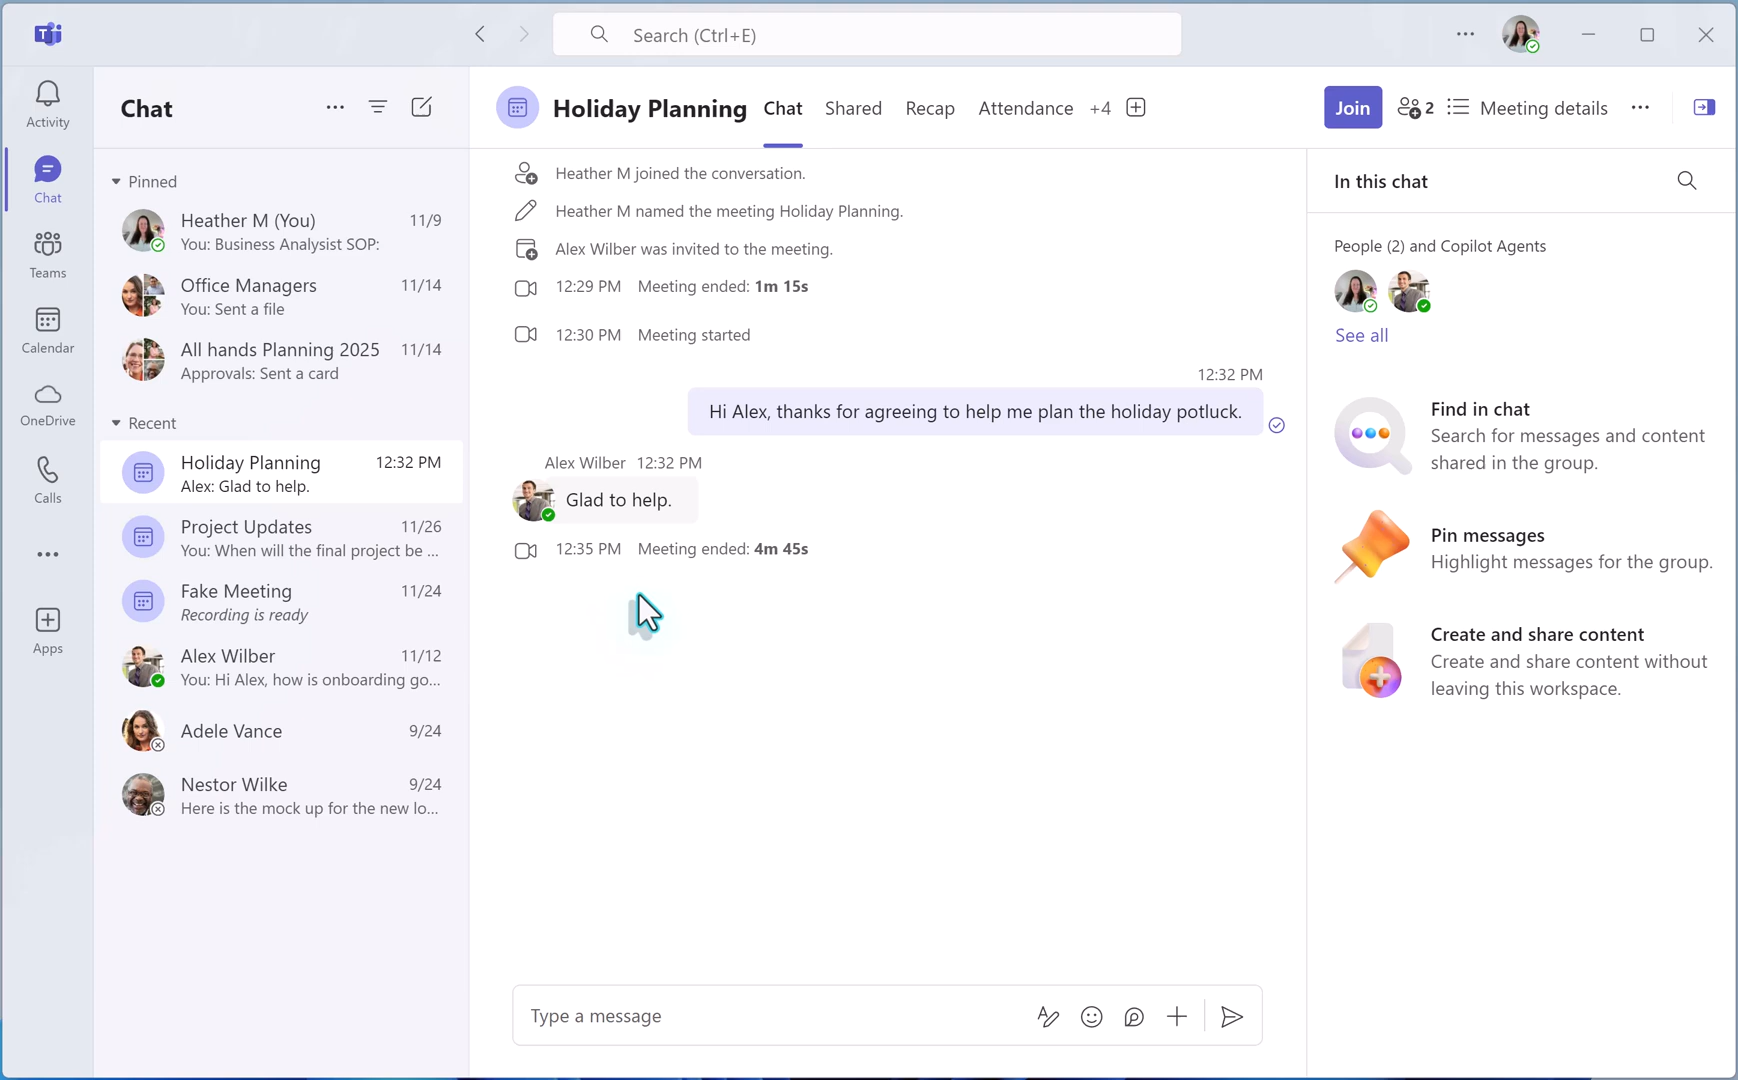 Search (Ctrl+E)
Activity
Chat
Teams
Calendar
OneDrive
Calls
Apps
Chat
Pinned
Heather M (You) 11/9
You: Business Analysist SOP:
Office Managers 11/14
You: Sent a file
All hands Planning 2025 11/14
Approvals: Sent a card
Recent
Holiday Planning 12:32 PM
Alex: Glad to help.
Project Updates 11/26
You: When will the final project be ...
Fake Meeting 11/24
Recording is ready
Alex Wilber 11/12
You: Hi Alex, how is onboarding go...
Adele Vance 9/24
Nestor Wilke 9/24
Here is the mock up for the new lo...
Holiday Planning Chat Shared Recap Attendance +4
Join 2 Meeting details
Heather M joined the conversation.
Heather M named the meeting Holiday Planning.
Alex Wilber was invited to the meeting.
12:29 PM Meeting ended: 1m 15s
12:30 PM Meeting started
12:32 PM
Hi Alex, thanks for agreeing to help me plan the holiday potluck.
Alex Wilber 12:32 PM
Glad to help.
12:35 PM Meeting ended: 4m 45s
Type a message
In this chat
People (2) and Copilot Agents
See all
Find in chat
Search for messages and content
shared in the group.
Pin messages
Highlight messages for the group.
Create and share content
Create and share content without
leaving this workspace.